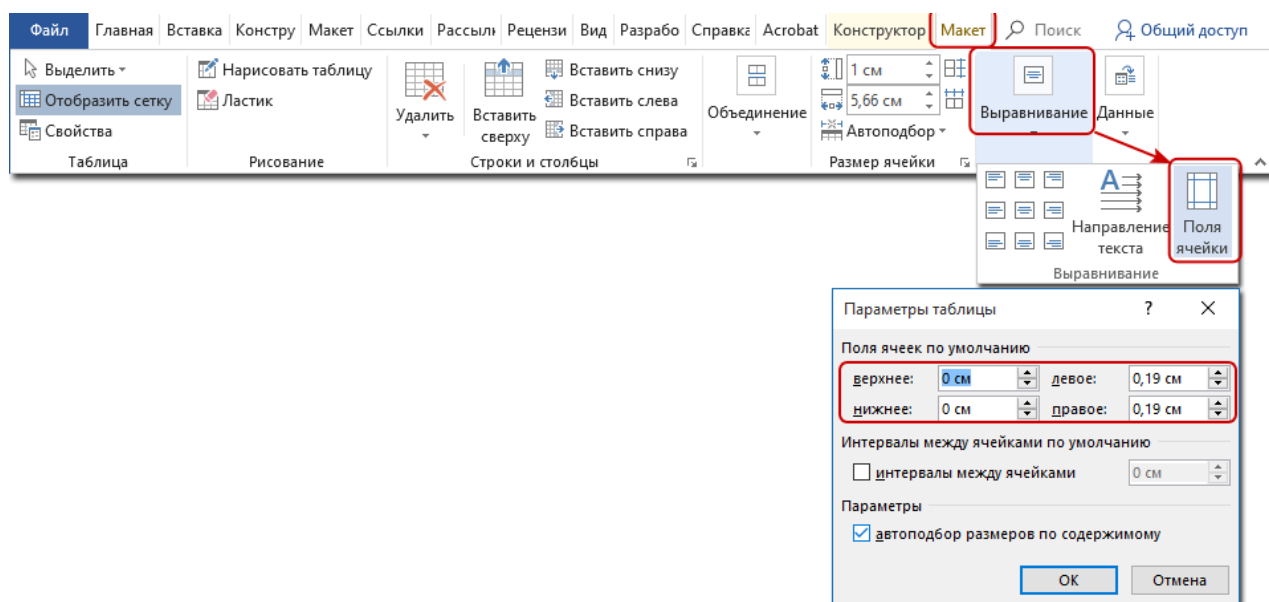 Файл Главная Вставка Констру Макет Ссылки Рассылн Рецензи Вид Разрабо Справка Acrobat Конструктор Макет Поиск Общий доступ
Выделить
Отобразить сетку
Свойства
Таблица
Нарисовать таблицу
Ластик
Рисование
Удалить
Вставить
сверху
Вставить снизу
Вставить слева
Вставить справа
Строки и столбцы
Объединение
1 см
5,66 см
Автоподбор
Размер ячейки
Выравнивание
Данные
Направление
текста
Поля
ячейки
Выравнивание
Параметры таблицы ?
Поля ячеек по умолчанию
верхнее: 0 см левое: 0,19 см
нижнее: 0 см правое: 0,19 см
Интервалы между ячейками по умолчанию
интервалы между ячейками 0 см
Параметры
автоподбор размеров по содержимому
ОК Отмена